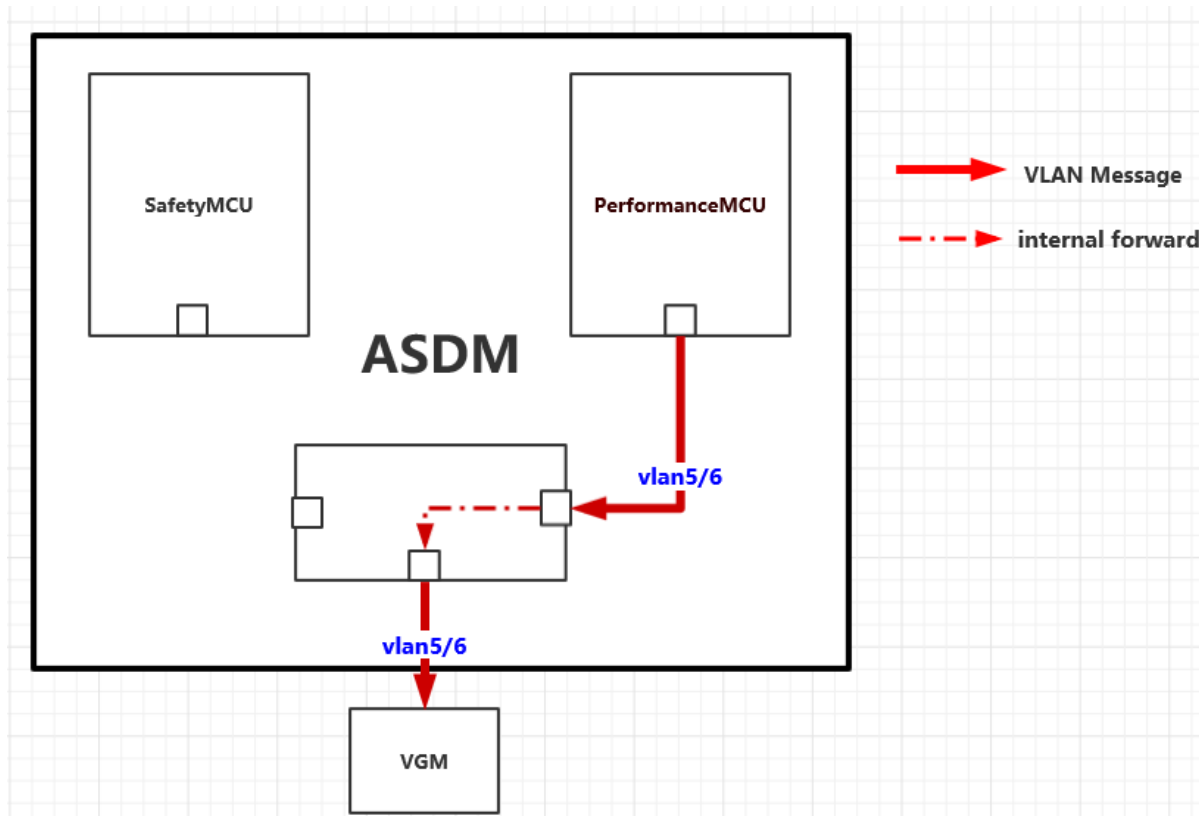 SafetyMCU
PerformanceMCU
VLAN Message
internal forward
ASDM
vlan5/6
vlan5/6
VGM